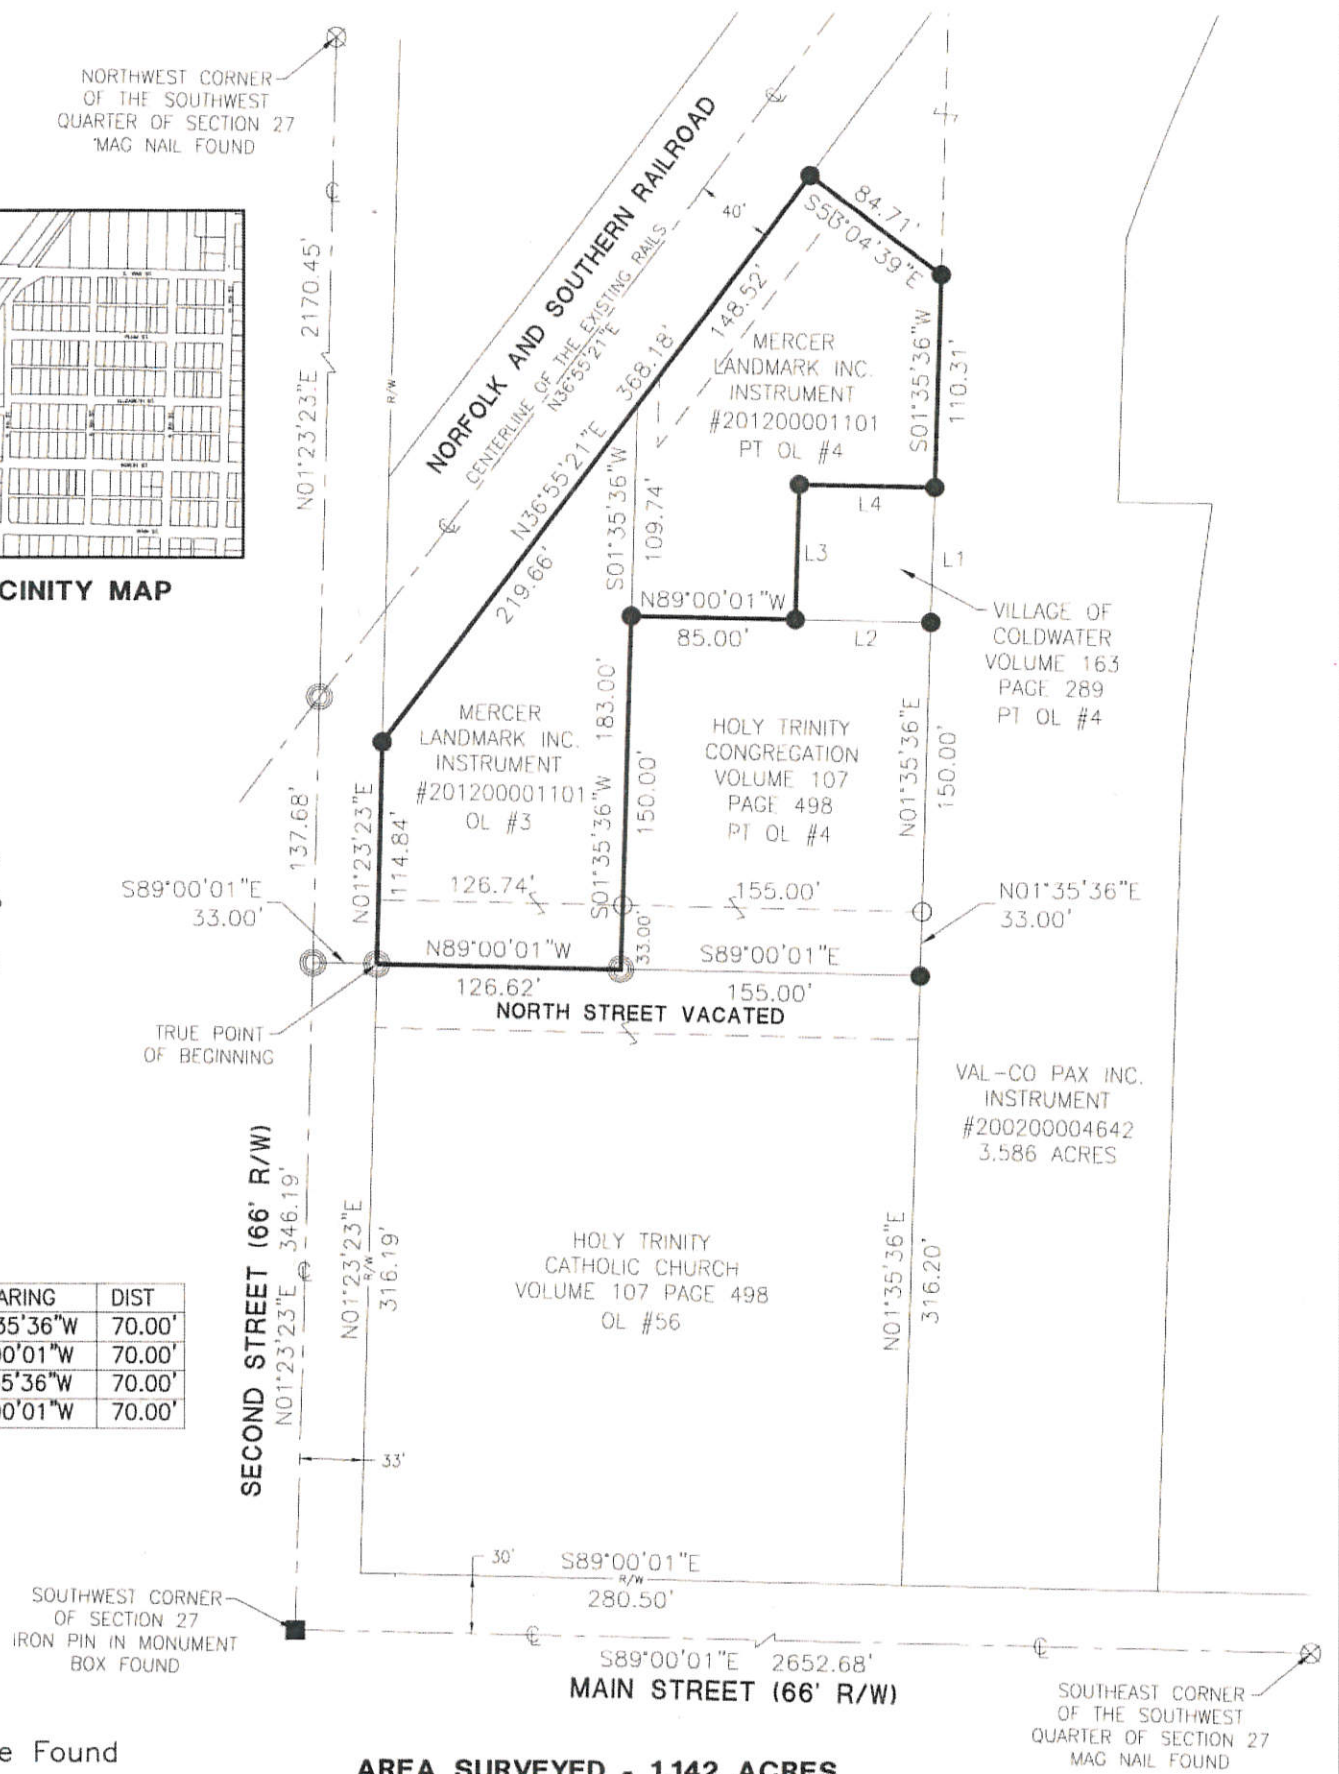 NORTHWEST CORNER
OF THE SOUTHWEST
QUARTER OF SECTION 27
MAG NAIL FOUND
N01°23'23"E 2170.45'
R/W
CINITY MAP
NORFOLK AND SOUTHERN RAILROAD
CENTERLINE OF THE EXISTING RAILS
N36°55'21"E
40'
N36°55'21"E 368.18'
148.52'
219.66'
84.71'
S53°04'39"E
S01°35'36"W
110.31'
MERCER
LANDMARK INC.
INSTRUMENT
#201200001101
PT OL #4
S01°35'36"W
109.74'
L4
L3
L1
L2
N89°00'01"W
85.00'
VILLAGE OF
COLDWATER
VOLUME 163
PAGE 289
PT OL #4
MERCER
LANDMARK INC.
INSTRUMENT
#201200001101
OL #3
S01°35'36"W 183.00'
150.00'
HOLY TRINITY
CONGREGATION
VOLUME 107
PAGE 498
PT OL #4
N01°35'36"E
150.00'
137.68'
N01°23'23"E
114.84'
S89°00'01"E
33.00'
126.74'
155.00'
N01°35'36"E
33.00'
33.00'
N89°00'01"W
126.62'
S89°00'01"E
155.00'
NORTH STREET VACATED
TRUE POINT
OF BEGINNING
VAL-CO PAX INC.
INSTRUMENT
#200200004642
3.586 ACRES
SECOND STREET (66' R/W)
N01°23'23"E 346.19'
N01°23'23"E
R/W
316.19'
HOLY TRINITY
CATHOLIC CHURCH
VOLUME 107 PAGE 498
OL #56
N01°35'36"E
316.20'
ARING DIST
35'36"W 70.00'
00'01"W 70.00'
5'36"W 70.00'
00'01"W 70.00'
33'
30'
S89°00'01"E
R/W
280.50'
SOUTHWEST CORNER
OF SECTION 27
IRON PIN IN MONUMENT
BOX FOUND
S89°00'01"E 2652.68'
MAIN STREET (66' R/W)
SOUTHEAST CORNER
OF THE SOUTHWEST
QUARTER OF SECTION 27
MAG NAIL FOUND
e Found
AREA SURVEYED - 1.142 ACRES